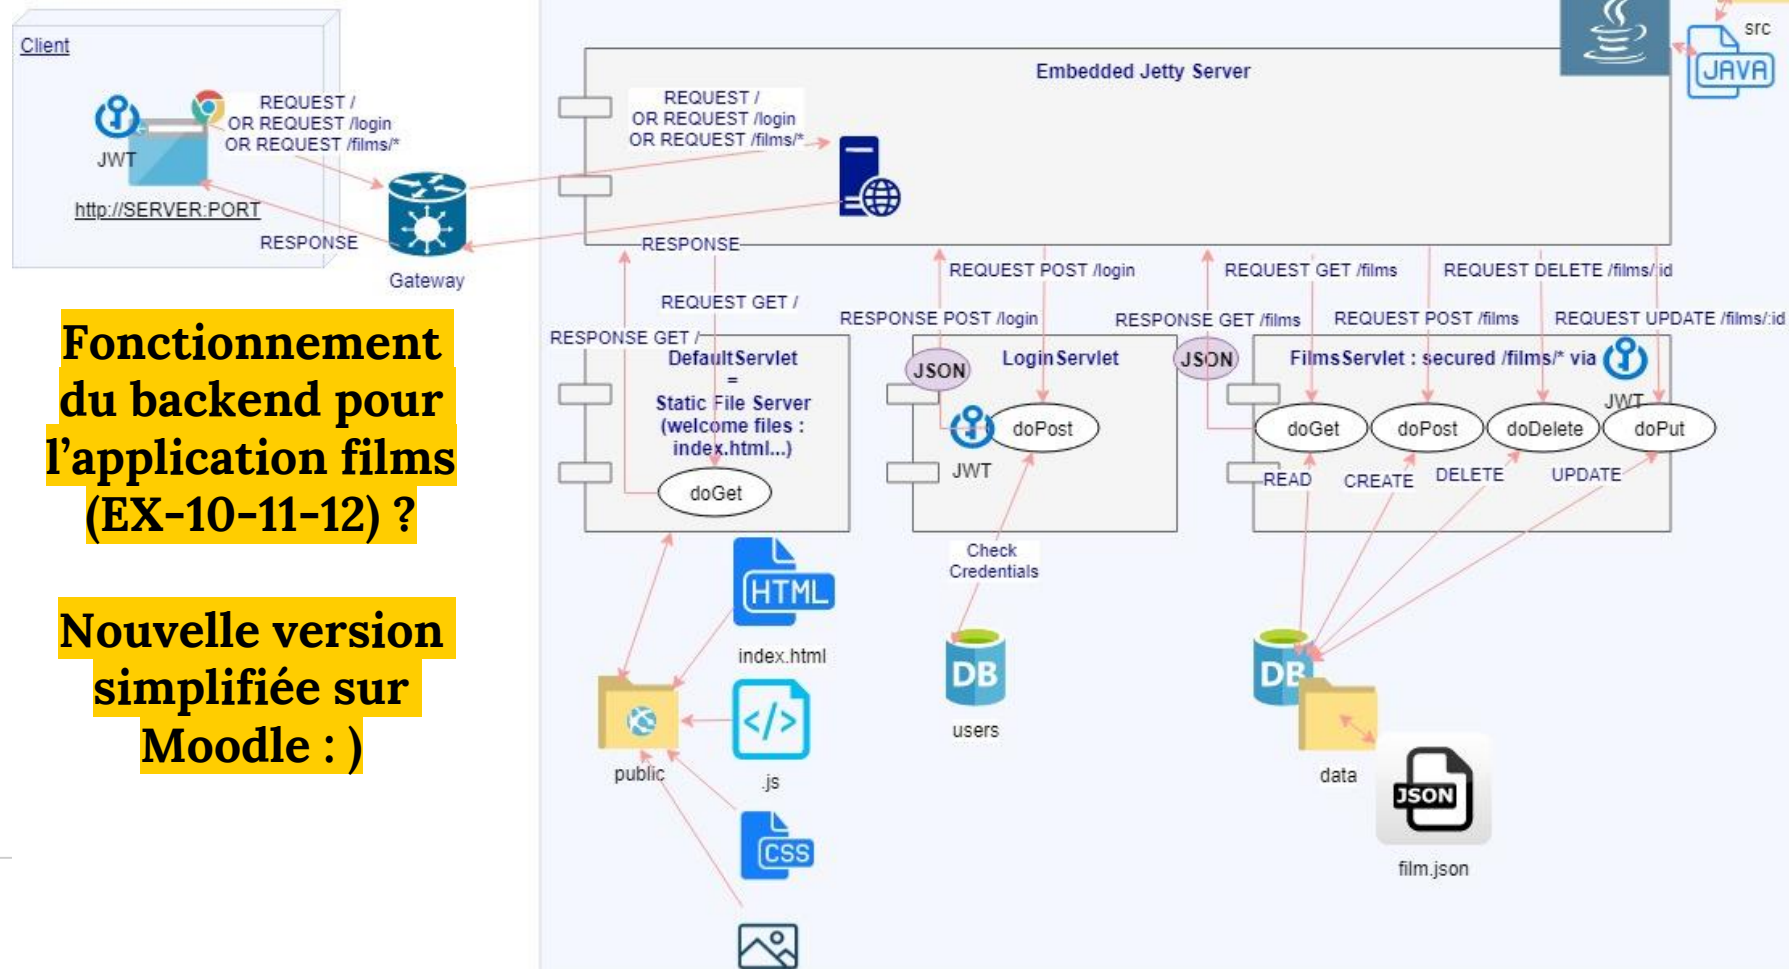 Client
JWT
REQUEST /
OR REQUEST /login
OR REQUEST /films/*
http://SERVER:PORT
RESPONSE
Gateway
Fonctionnement
du backend pour
l’application films
(EX-10-11-12) ?
Nouvelle version
simplifiée sur
Moodle : )
src
JAVA
Embedded Jetty Server
REQUEST /
OR REQUEST /login
OR REQUEST /films/*
RESPONSE
REQUEST GET /
RESPONSE GET /
REQUEST POST /login
RESPONSE POST /login
REQUEST GET /films
RESPONSE GET /films
REQUEST POST /films
REQUEST DELETE /films/:id
REQUEST UPDATE /films/:id
DefaultServlet
=
Static File Server
(welcome files :
index.html...)
doGet
JSON
LoginServlet
JWT
doPost
Check
Credentials
DB
users
JSON
FilmsServlet : secured /films/* via
JWT
doGet
doPost
doDelete
doPut
READ
CREATE
DELETE
UPDATE
DB
data
JSON
film.json
HTML
index.html
public
</>
.js
CSS